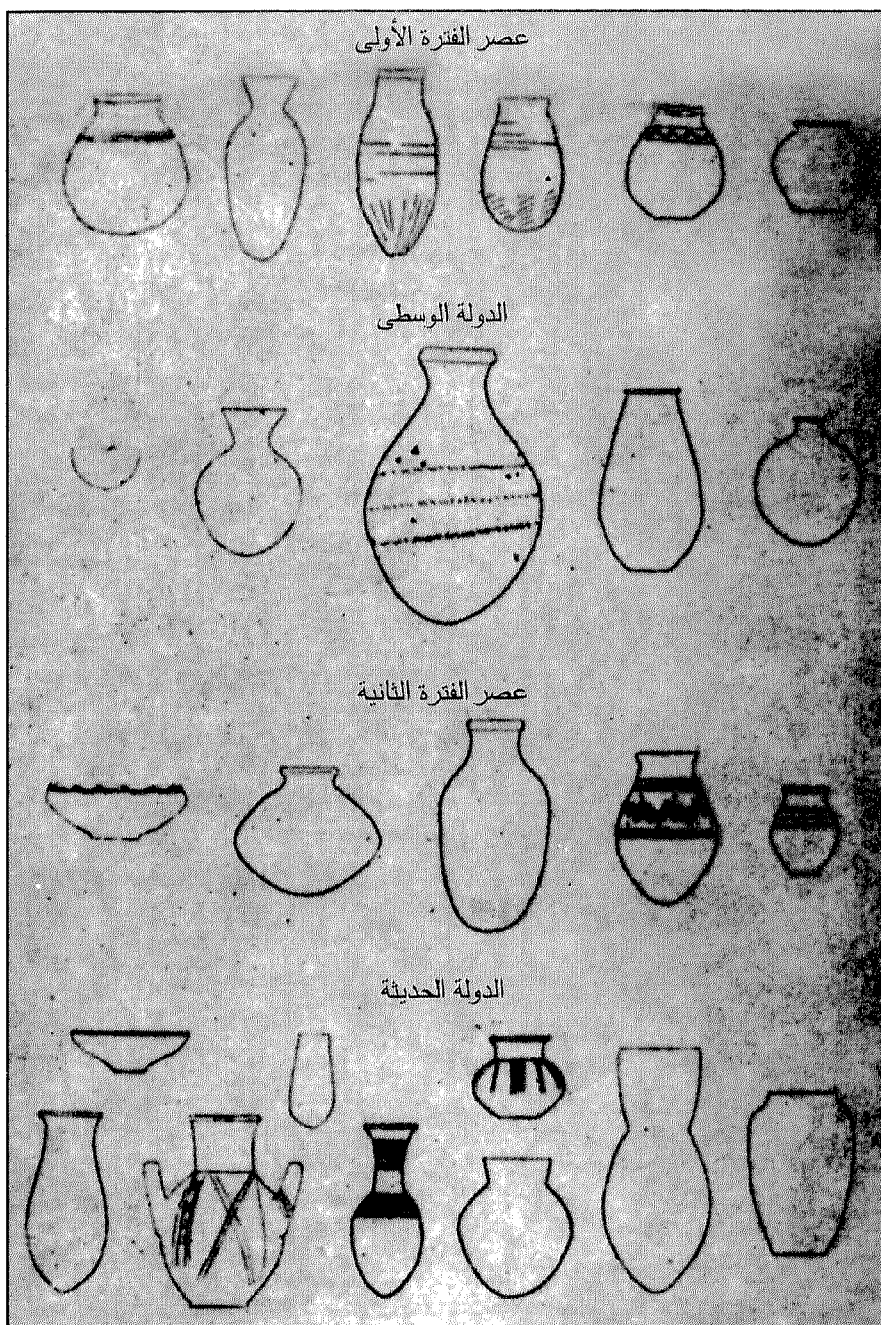 عصر الفترة الأولى
الدولة الوسطى
عصر الفترة الثانية
الدولة الحديثة